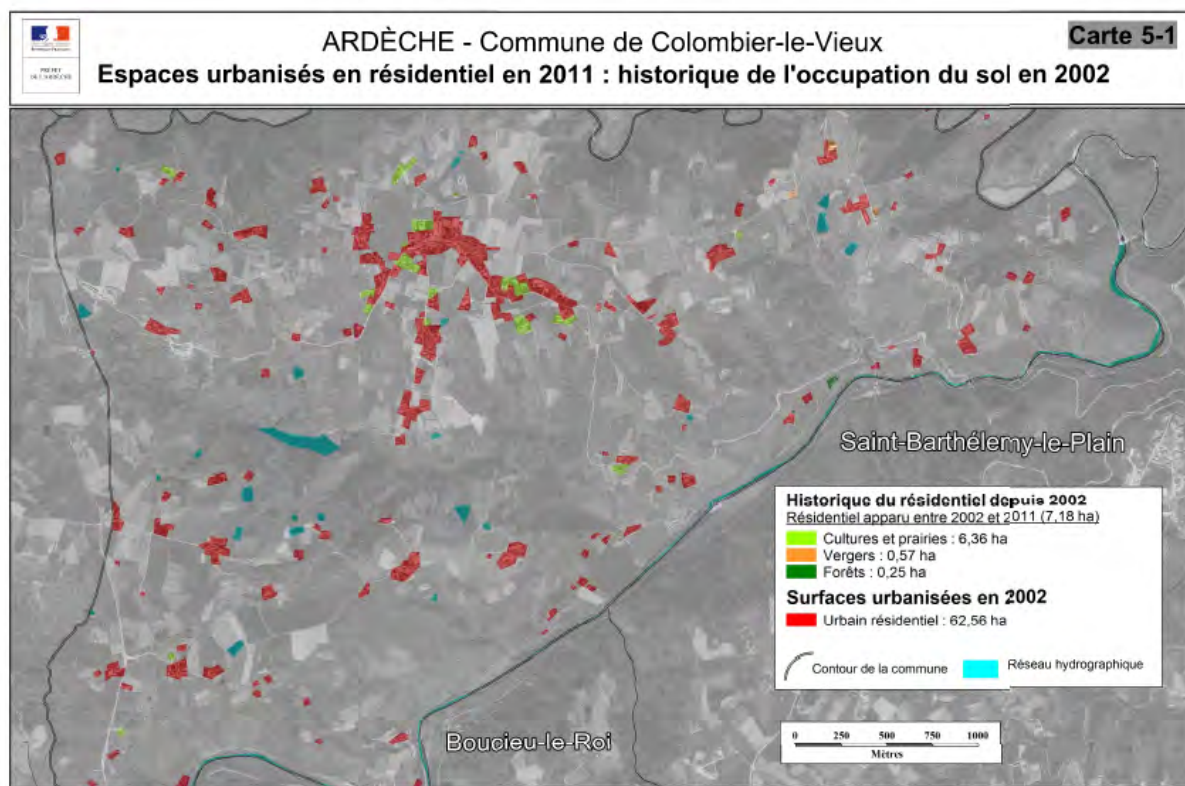 ARDÈCHE - Commune de Colombier-le-Vieux
Carte 5-1
Espaces urbanisés en résidentiel en 2011 : historique de l'occupation du sol en 2002
PRÉFET
DE L'ARDÈCHE
Saint-Barthélemy-le-Plain
Boucieu-le-Roi
Historique du résidentiel depuis 2002
Résidentiel apparu entre 2002 et 2011 (7,18 ha)
Cultures et prairies : 6,36 ha
Vergers : 0,57 ha
Forêts : 0,25 ha
Surfaces urbanisées en 2002
Urbain résidentiel : 62,56 ha
Contour de la commune
Réseau hydrographique
0 250 500 750 1000
Mètres